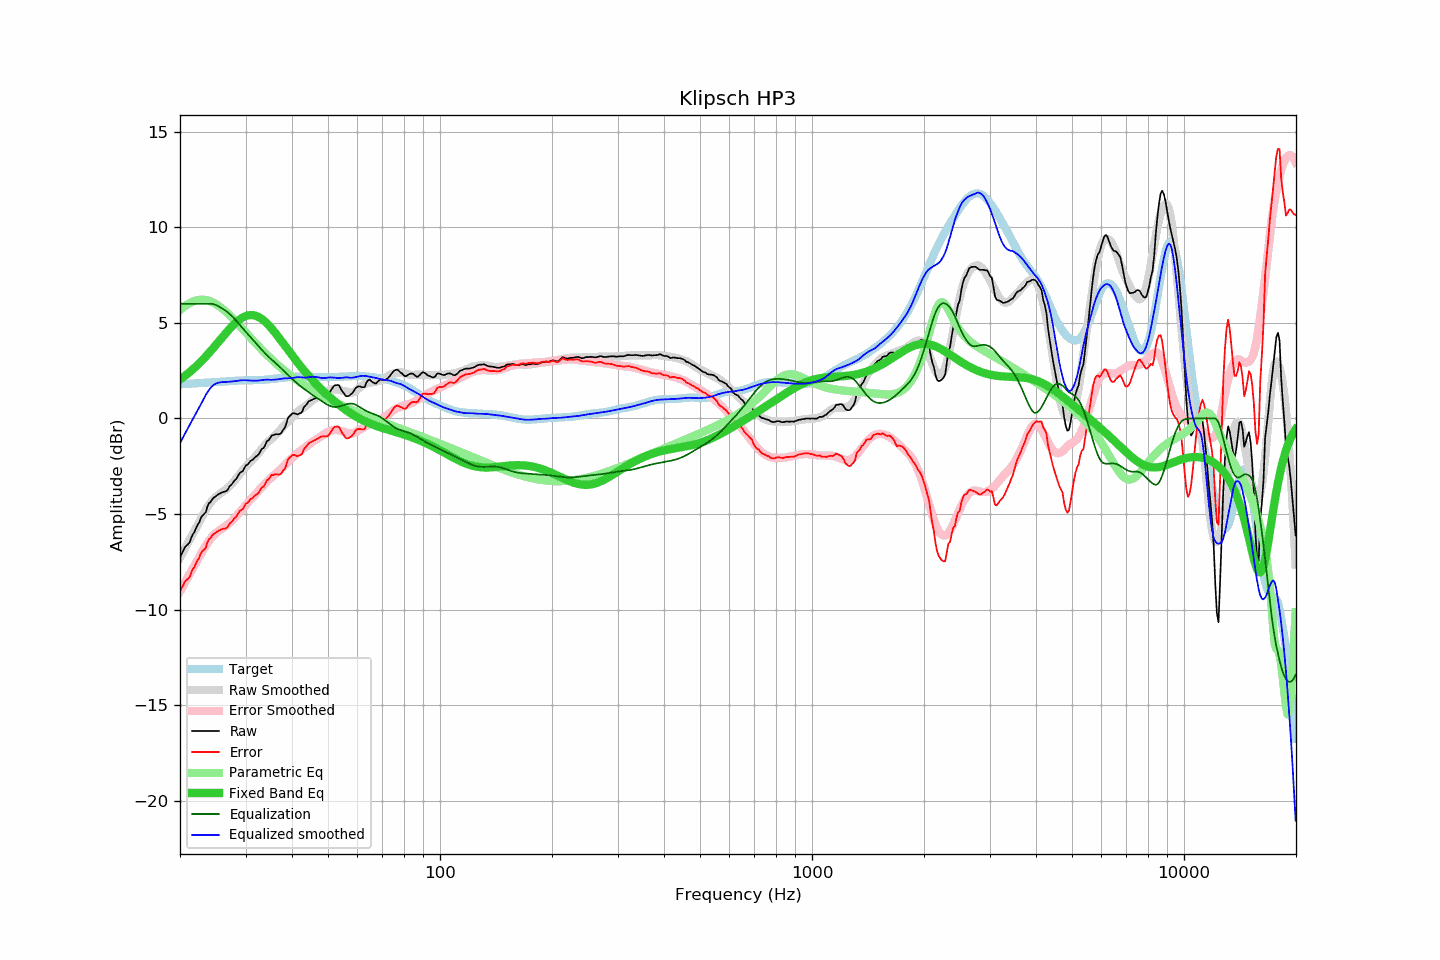 Klipsch HP3
15
10
5
0
−5
−10
−15
−20
Amplitude (dBr)
Target
Raw Smoothed
Error Smoothed
Raw
Error
Parametric Eq
Fixed Band Eq
Equalization
Equalized smoothed
100 1000 10000
Frequency (Hz)